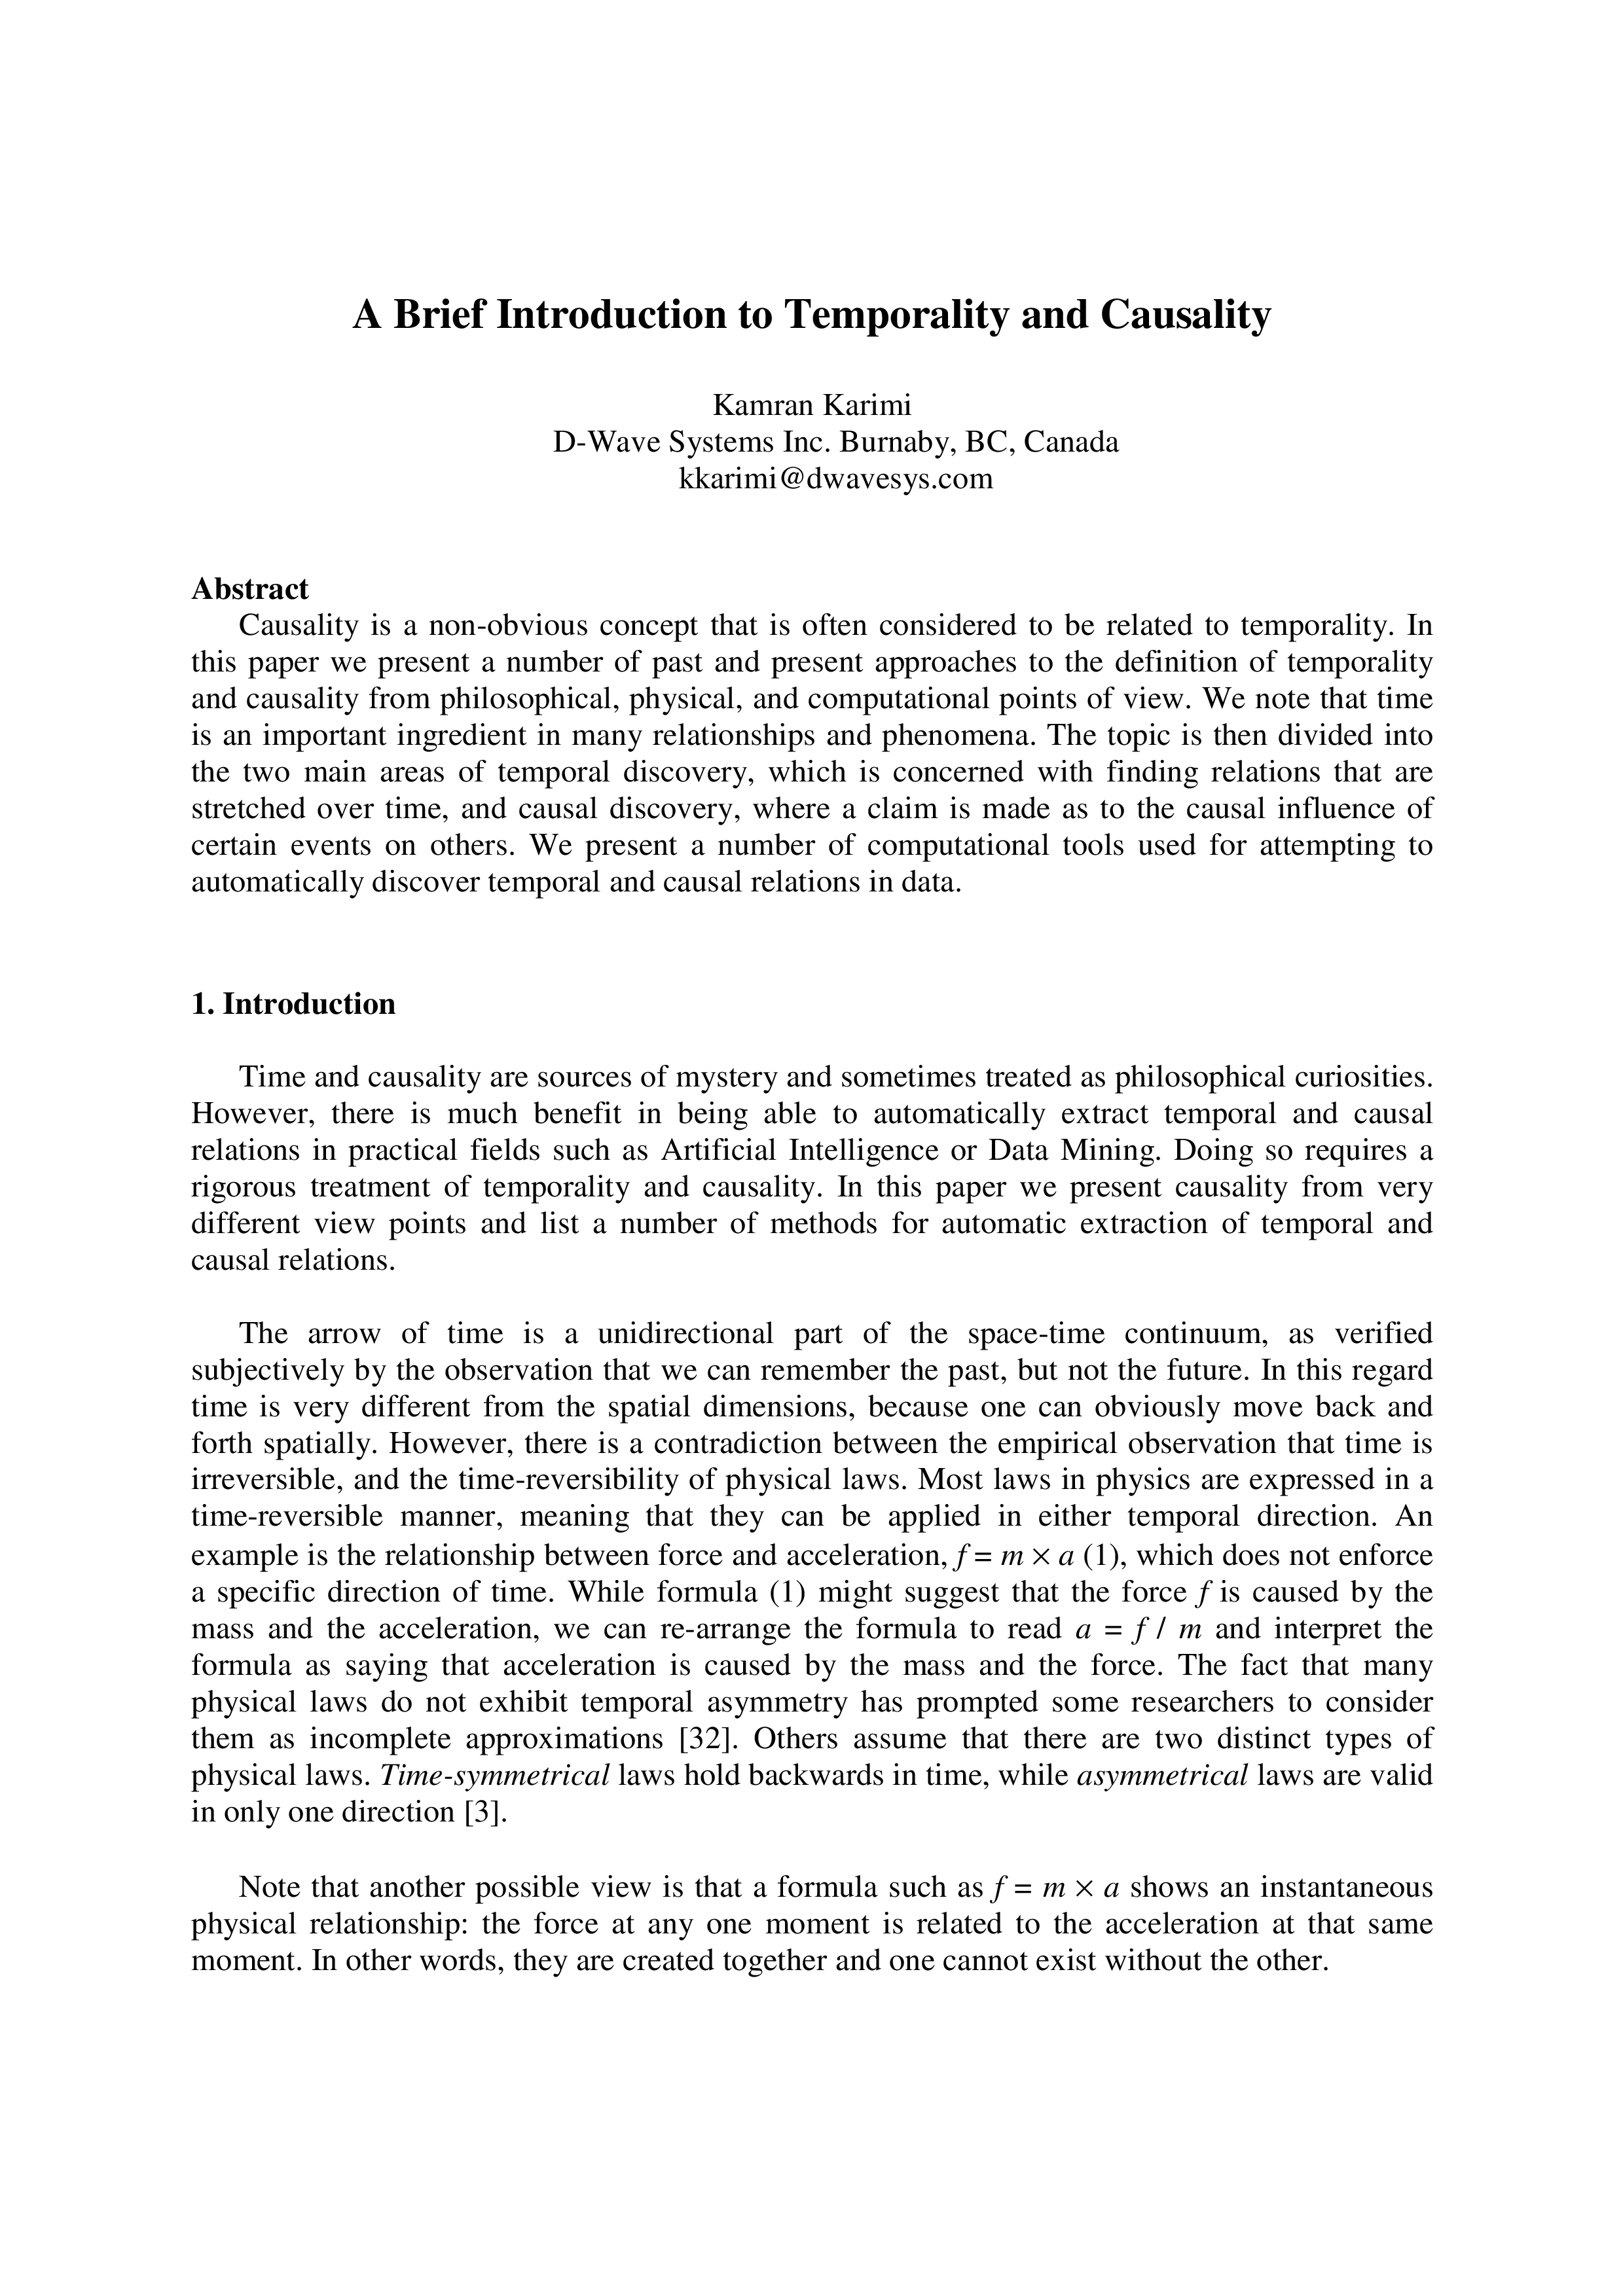 A Brief Introduction to Temporality and Causality
Kamran Karimi
D-Wave Systems Inc. Burnaby, BC, Canada
kkarimi@dwavesys.com
Abstract
Causality is a non-obvious concept that is often considered to be related to temporality. In
this paper we present a number of past and present approaches to the definition of temporality
and causality from philosophical, physical, and computational points of view. We note that time
is an important ingredient in many relationships and phenomena. The topic is then divided into
the two main areas of temporal discovery, which is concerned with finding relations that are
stretched over time, and causal discovery, where a claim is made as to the causal influence of
certain events on others. We present a number of computational tools used for attempting to
automatically discover temporal and causal relations in data.
1. Introduction
Time and causality are sources of mystery and sometimes treated as philosophical curiosities.
However, there is much benefit in being able to automatically extract temporal and causal
relations in practical fields such as Artificial Intelligence or Data Mining. Doing so requires a
rigorous treatment of temporality and causality. In this paper we present causality from very
different view points and list a number of methods for automatic extraction of temporal and
causal relations.
The arrow of time is a unidirectional part of the space-time continuum, as verified
subjectively by the observation that we can remember the past, but not the future. In this regard
time is very different from the spatial dimensions, because one can obviously move back and
forth spatially. However, there is a contradiction between the empirical observation that time is
irreversible, and the time-reversibility of physical laws. Most laws in physics are expressed in a
time-reversible manner, meaning that they can be applied in either temporal direction. An
example is the relationship between force and acceleration, f = m × a (1), which does not enforce
a specific direction of time. While formula (1) might suggest that the force f is caused by the
mass and the acceleration, we can re-arrange the formula to read a = f / m and interpret the
formula as saying that acceleration is caused by the mass and the force. The fact that many
physical laws do not exhibit temporal asymmetry has prompted some researchers to consider
them as incomplete approximations [32]. Others assume that there are two distinct types of
physical laws. Time-symmetrical laws hold backwards in time, while asymmetrical laws are valid
in only one direction [3].
Note that another possible view is that a formula such as f = m × a shows an instantaneous
physical relationship: the force at any one moment is related to the acceleration at that same
moment. In other words, they are created together and one cannot exist without the other.